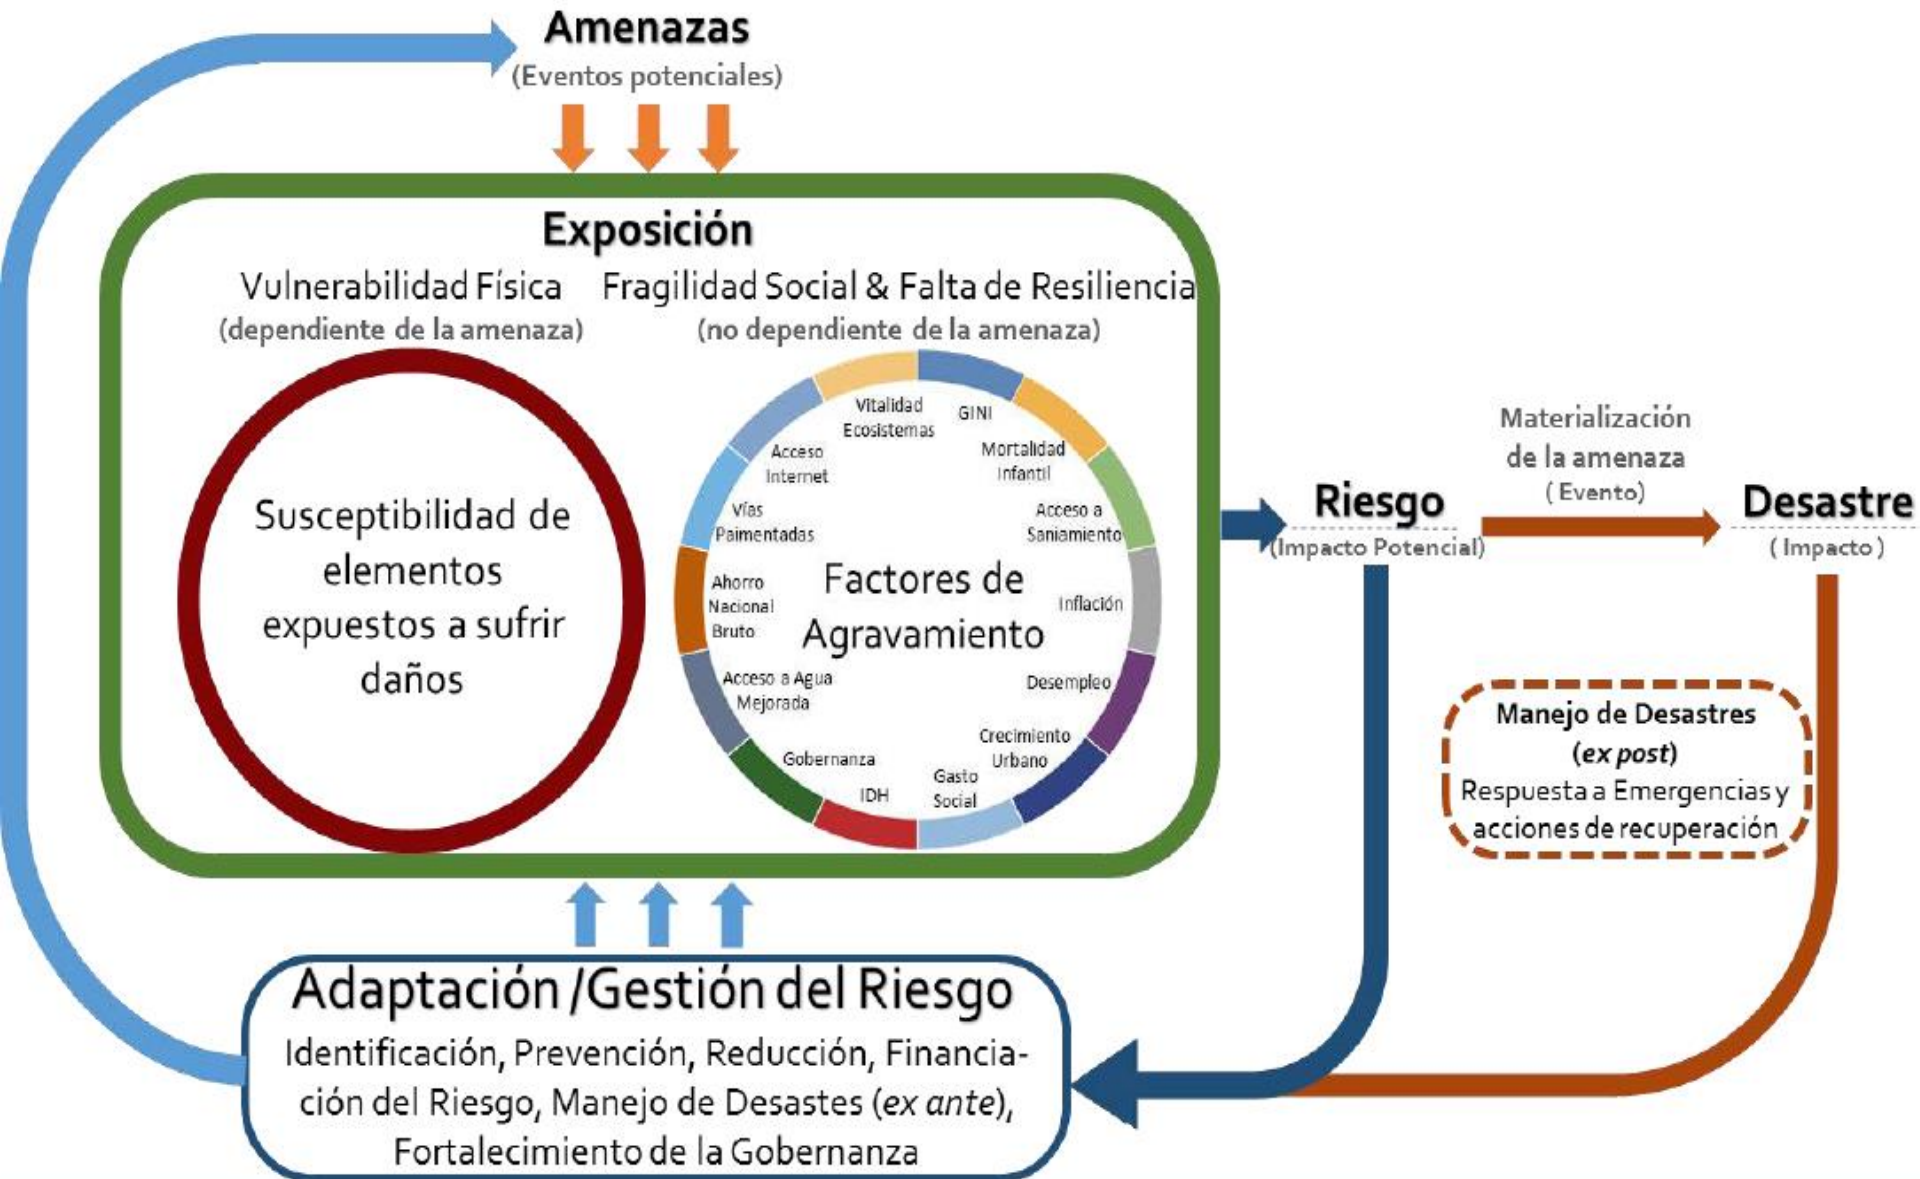 Amenazas
(Eventos potenciales)
Exposición
Vulnerabilidad Física
(dependiente de la amenaza)
Fragilidad Social & Falta de Resiliencia
(no dependiente de la amenaza)
Susceptibilidad de
elementos
expuestos a sufrir
daños
Factores de
Agravamiento
Vitalidad
Ecosistemas
GINI
Mortalidad
Infantil
Acceso a
Saniamiento
Inflación
Desempleo
Crecimiento
Urbano
Gasto
Social
IDH
Gobernanza
Acceso a Agua
Mejorada
Ahorro
Nacional
Bruto
Vías
Paimentadas
Acceso
Internet
Riesgo
(Impacto Potencial)
Materialización
de la amenaza
( Evento)
Desastre
( Impacto )
Manejo de Desastres
(ex post)
Respuesta a Emergencias y
acciones de recuperación
Adaptación /Gestión del Riesgo
Identificación, Prevención, Reducción, Financia-
ción del Riesgo, Manejo de Desastes (ex ante),
Fortalecimiento de la Gobernanza